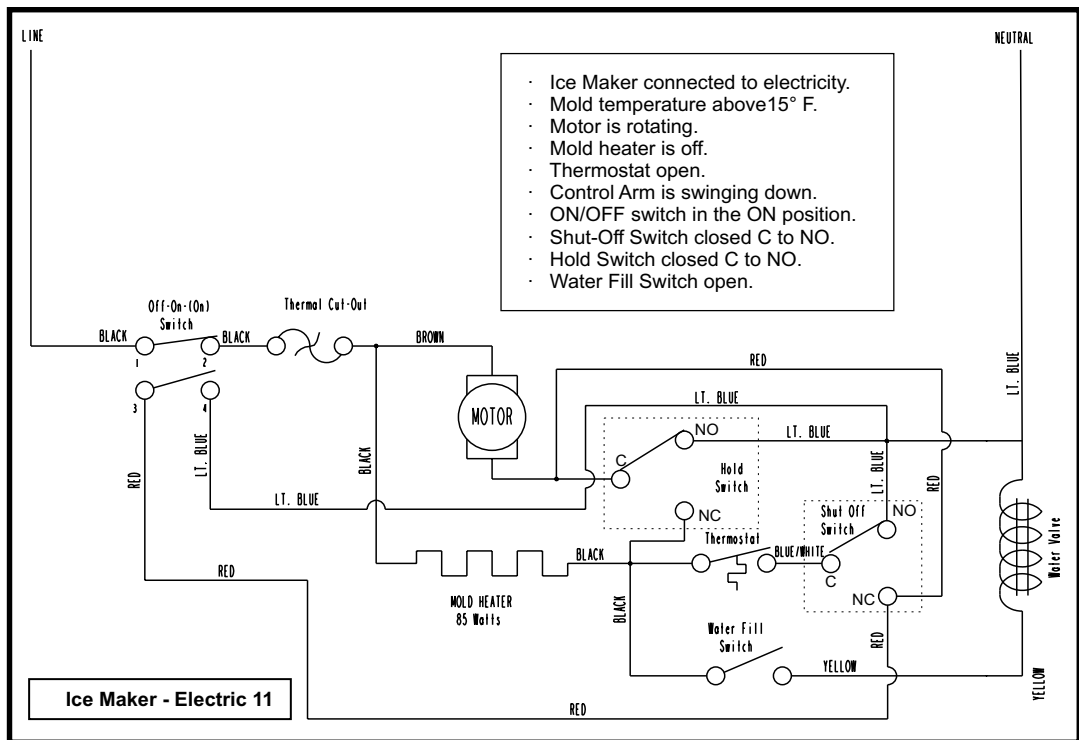 LINE
NEUTRAL
· Ice Maker connected to electricity.
· Mold temperature above15° F.
· Motor is rotating.
· Mold heater is off.
· Thermostat open.
· Control Arm is swinging down.
· ON/OFF switch in the ON position.
· Shut-Off Switch closed C to NO.
· Hold Switch closed C to NO.
· Water Fill Switch open.
Off-On-(On)
Switch
Thermal Cut-Out
BLACK
BLACK
BROWN
1
2
3
4
RED
LT. BLUE
LT. BLUE
BLACK
MOTOR
RED
LT. BLUE
LT. BLUE
LT. BLUE
NO
C
Hold
Switch
NC
LT. BLUE
RED
Shut Off
Switch
NO
C
NC
Thermostat
BLUE/WHITE
BLACK
RED
MOLD HEATER
85 Watts
BLACK
RED
Water Fill
Switch
YELLOW
Water Valve
YELLOW
RED
Ice Maker - Electric 11